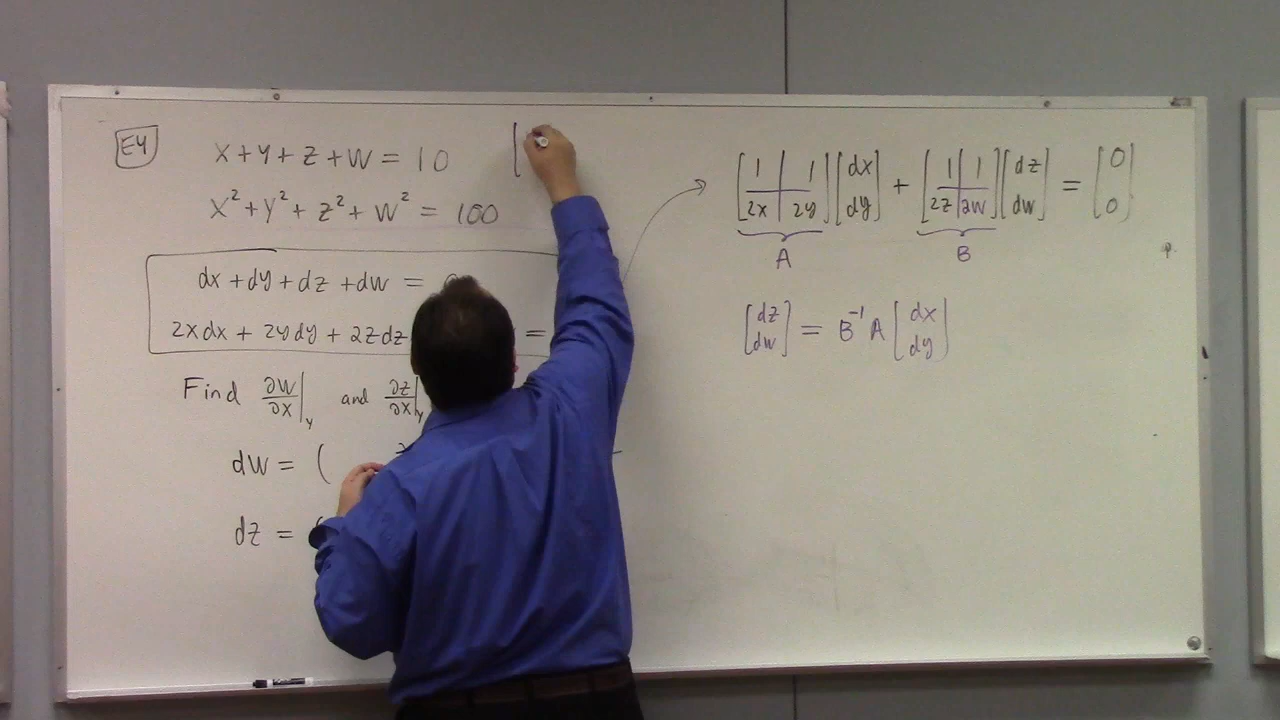 E4
x + y + z + w = 10
x² + y² + z² + w² = 100
dx + dy + dz + dw =
2x dx + 2y dy + 2z dz =
Find ∂w/∂x|y and ∂z/∂x|y
dw = (
dz =
[1 1; 2x 2y] [dx; dy] + [1 1; 2z 2w] [dz; dw] = [0; 0]
A B
[dz; dw] = B⁻¹ A [dx; dy]